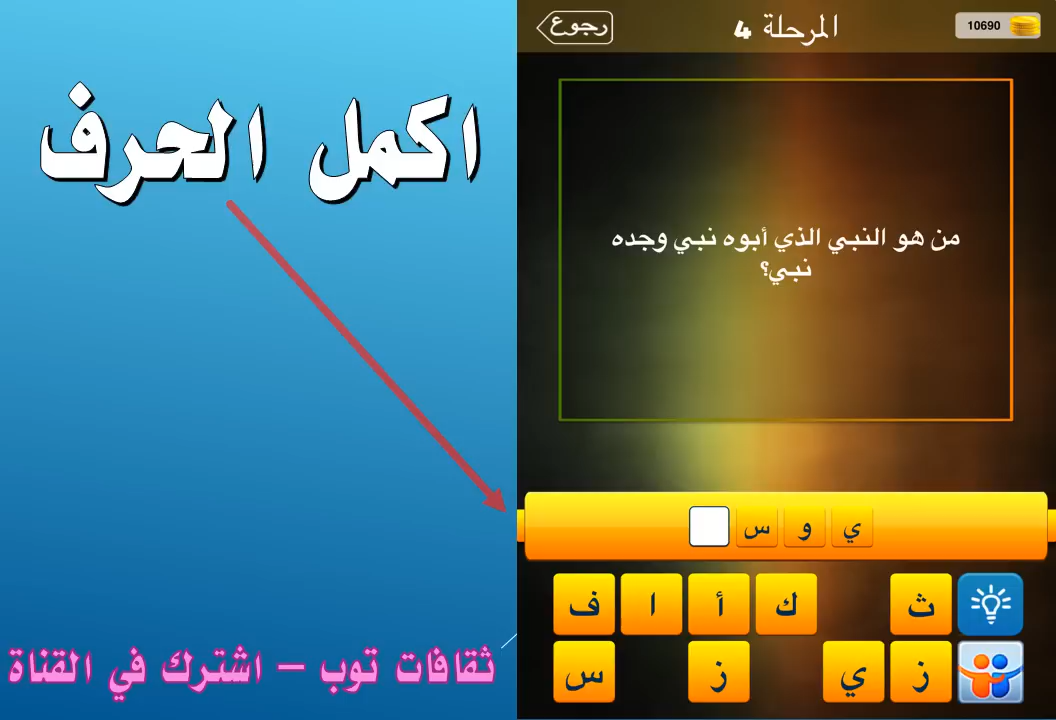 اكمل الحرف
ثقافات توب – اشترك في القناة
رجوع
المرحلة 4
10690
من هو النبي الذي أبوه نبي وجده
نبي؟
ي و س
ث ك أ ا ف
ز ي ز س